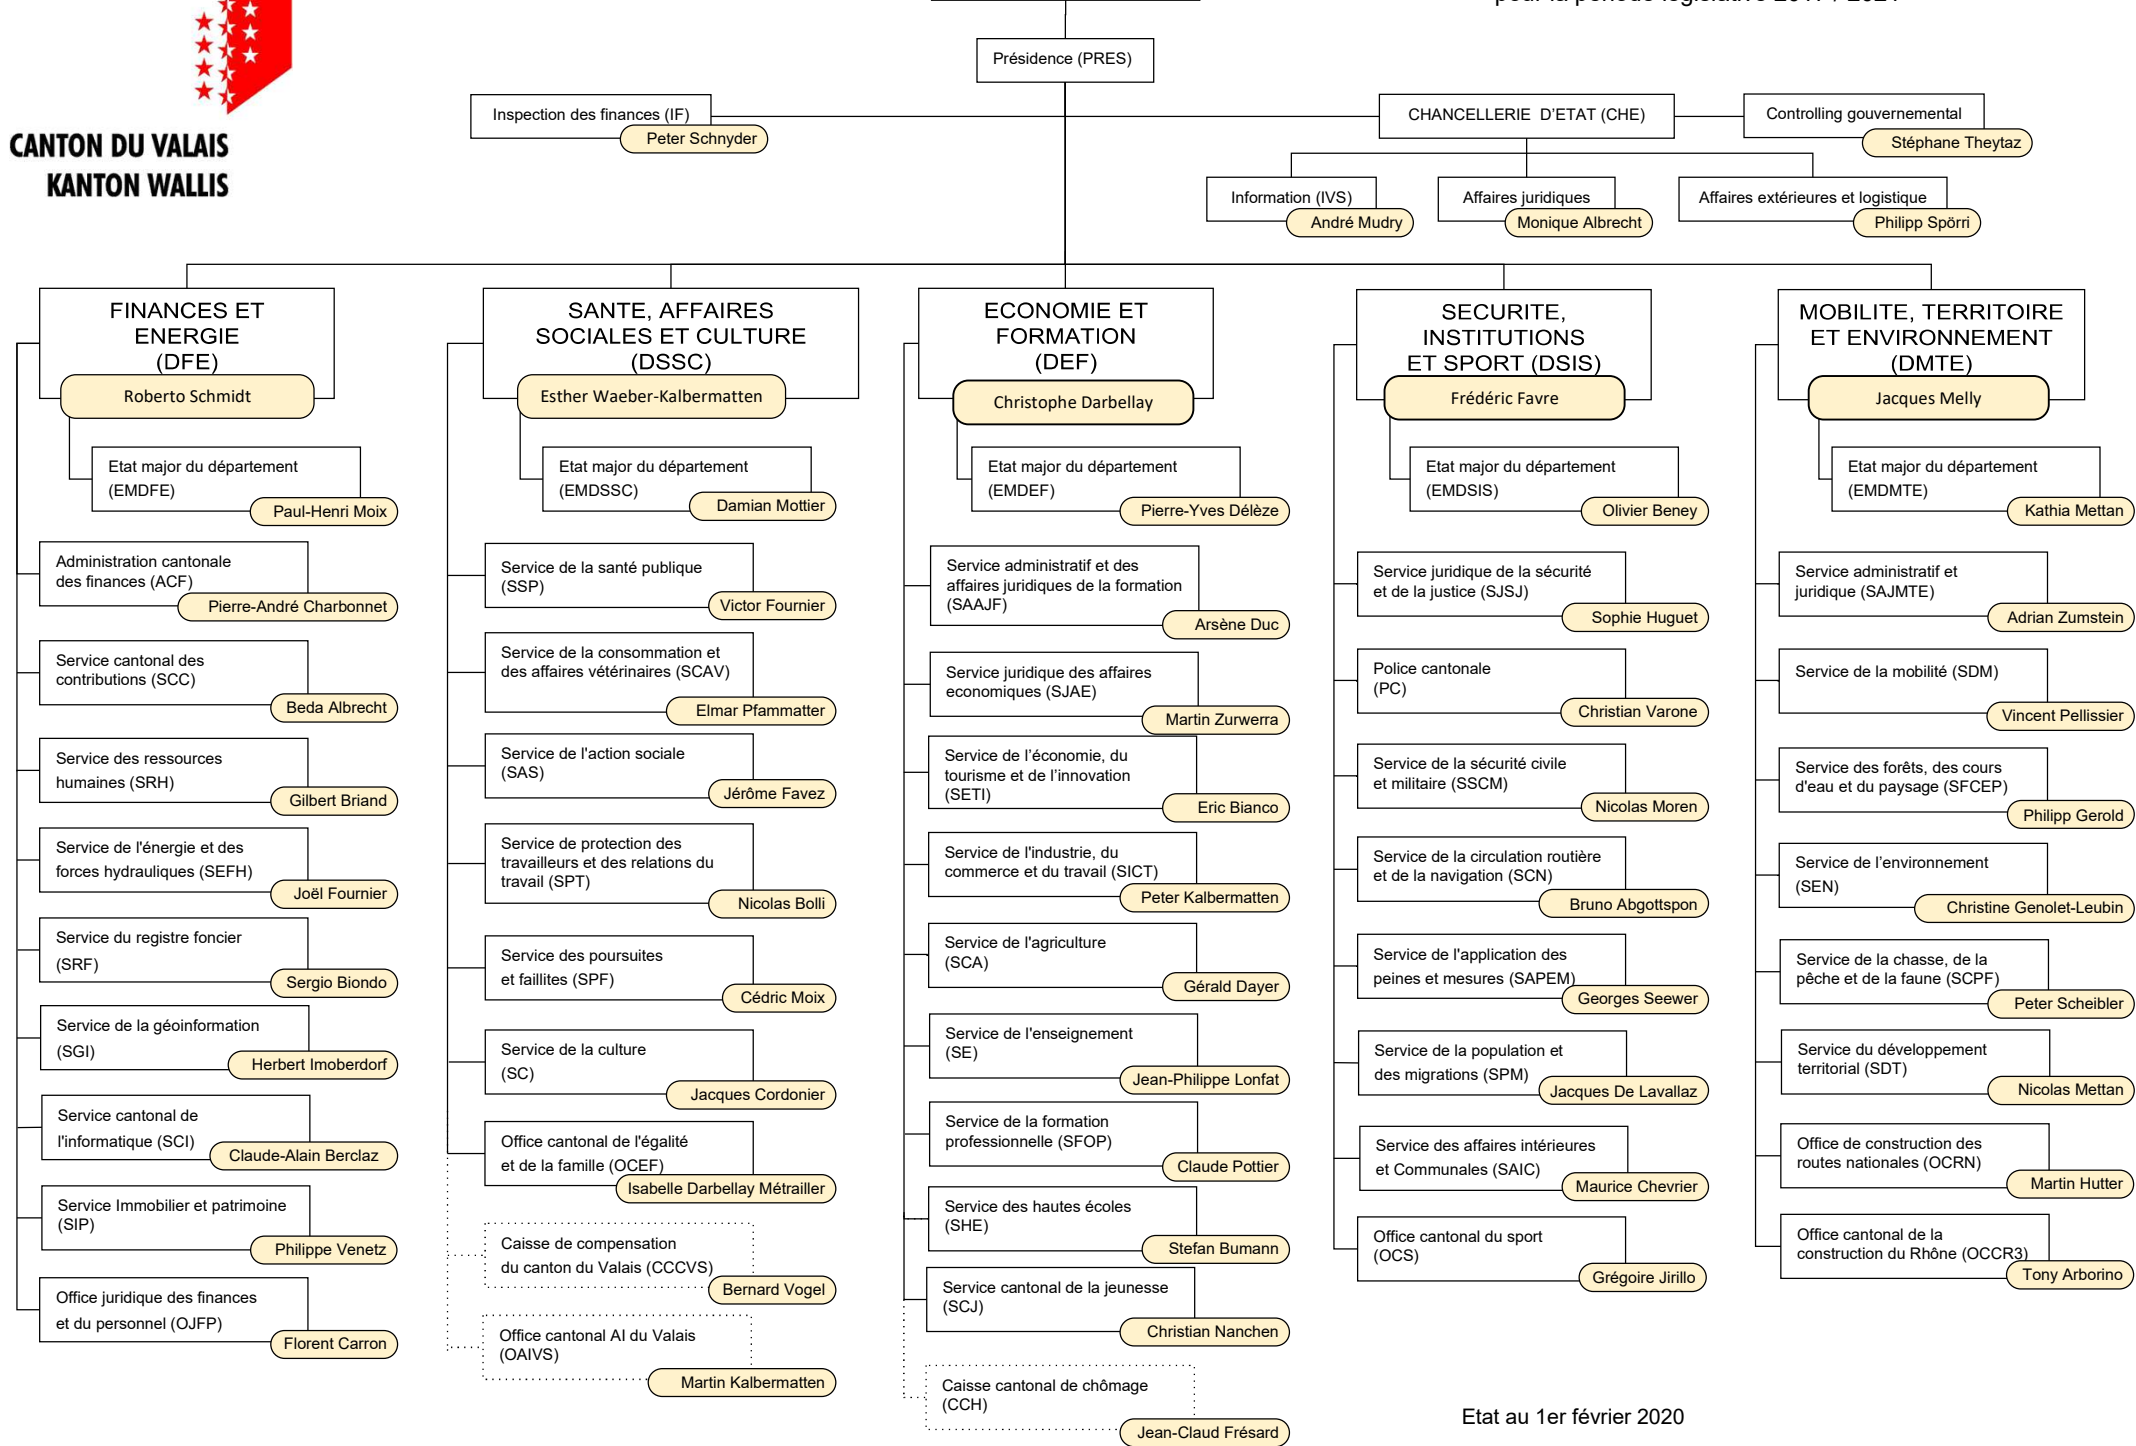 Présidence (PRES)
Inspection des finances (IF)
Peter Schnyder
CHANCELLERIE D'ETAT (CHE)
Controlling gouvernemental
Stéphane Theytaz
CANTON DU VALAIS
KANTON WALLIS
Information (IVS)
André Mudry
Affaires juridiques
Monique Albrecht
Affaires extérieures et logistique
Philipp Spörri
FINANCES ET
ENERGIE
(DFE)
Roberto Schmidt
Etat major du département
(EMDFE)
Paul-Henri Moix
Administration cantonale
des finances (ACF)
Pierre-André Charbonnet
Service cantonal des
contributions (SCC)
Beda Albrecht
Service des ressources
humaines (SRH)
Gilbert Briand
Service de l'énergie et des
forces hydrauliques (SEFH)
Joël Fournier
Service du registre foncier
(SRF)
Sergio Biondo
Service de la géoinformation
(SGI)
Herbert Imoberdorf
Service cantonal de
l'informatique (SCI)
Claude-Alain Berclaz
Service Immobilier et patrimoine
(SIP)
Philippe Venetz
Office juridique des finances
et du personnel (OJFP)
Florent Carron
SANTE, AFFAIRES
SOCIALES ET CULTURE
(DSSC)
Esther Waeber-Kalbermatten
Etat major du département
(EMDSSC)
Damian Mottier
Service de la santé publique
(SSP)
Victor Fournier
Service de la consommation et
des affaires vétérinaires (SCAV)
Elmar Pfammatter
Service de l'action sociale
(SAS)
Jérôme Favez
Service de protection des
travailleurs et des relations du
travail (SPT)
Nicolas Bolli
Service des poursuites
et faillites (SPF)
Cédric Moix
Service de la culture
(SC)
Jacques Cordonier
Office cantonal de l'égalité
et de la famille (OCEF)
Isabelle Darbellay Métrailler
Caisse de compensation
du canton du Valais (CCCVS)
Bernard Vogel
Office cantonal AI du Valais
(OAIVS)
Martin Kalbermatten
ECONOMIE ET
FORMATION
(DEF)
Christophe Darbellay
Etat major du département
(EMDEF)
Pierre-Yves Délèze
Service administratif et des
affaires juridiques de la formation
(SAAJF)
Arsène Duc
Service juridique des affaires
economiques (SJAE)
Martin Zurwerra
Service de l'économie, du
tourisme et de l'innovation
(SETI)
Eric Bianco
Service de l'industrie, du
commerce et du travail (SICT)
Peter Kalbermatten
Service de l'agriculture
(SCA)
Gérald Dayer
Service de l'enseignement
(SE)
Jean-Philippe Lonfat
Service de la formation
professionnelle (SFOP)
Claude Pottier
Service des hautes écoles
(SHE)
Stefan Bumann
Service cantonal de la jeunesse
(SCJ)
Christian Nanchen
Caisse cantonal de chômage
(CCH)
Jean-Claud Frésard
SECURITE,
INSTITUTIONS
ET SPORT (DSIS)
Frédéric Favre
Etat major du département
(EMDSIS)
Olivier Beney
Service juridique de la sécurité
et de la justice (SJSJ)
Sophie Huguet
Police cantonale
(PC)
Christian Varone
Service de la sécurité civile
et militaire (SSCM)
Nicolas Moren
Service de la circulation routière
et de la navigation (SCN)
Bruno Abgottspon
Service de l'application des
peines et mesures (SAPEM)
Georges Seewer
Service de la population et
des migrations (SPM)
Jacques De Lavallaz
Service des affaires intérieures
et Communales (SAIC)
Maurice Chevrier
Office cantonal du sport
(OCS)
Grégoire Jirillo
MOBILITE, TERRITOIRE
ET ENVIRONNEMENT
(DMTE)
Jacques Melly
Etat major du département
(EMDMTE)
Kathia Mettan
Service administratif et
juridique (SAJMTE)
Adrian Zumstein
Service de la mobilité (SDM)
Vincent Pellissier
Service des forêts, des cours
d'eau et du paysage (SFCEP)
Philipp Gerold
Service de l'environnement
(SEN)
Christine Genolet-Leubin
Service de la chasse, de la
pêche et de la faune (SCPF)
Peter Scheibler
Service du développement
territorial (SDT)
Nicolas Mettan
Office de construction des
routes nationales (OCRN)
Martin Hutter
Office cantonal de la
construction du Rhône (OCCR3)
Tony Arborino
Etat au 1er février 2020